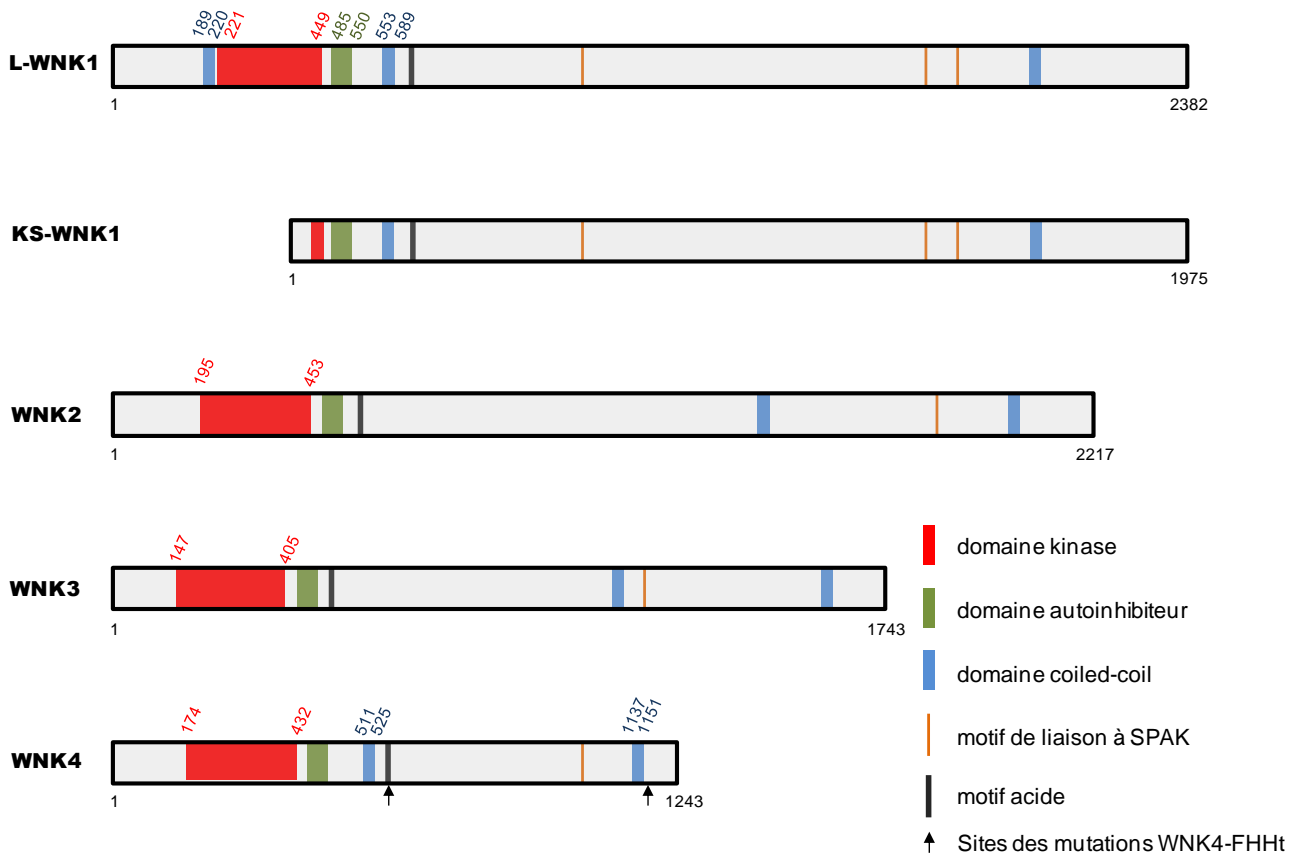 189 220 221 449 485 550 553 589
L-WNK1
1 2382
KS-WNK1
1 1975
195 453
WNK2
1 2217
147 405
WNK3
1 1743
174 432 511 525 1137 1151
WNK4
1 1243
domaine kinase
domaine autoinhibiteur
domaine coiled-coil
motif de liaison à SPAK
motif acide
Sites des mutations WNK4-FHHt